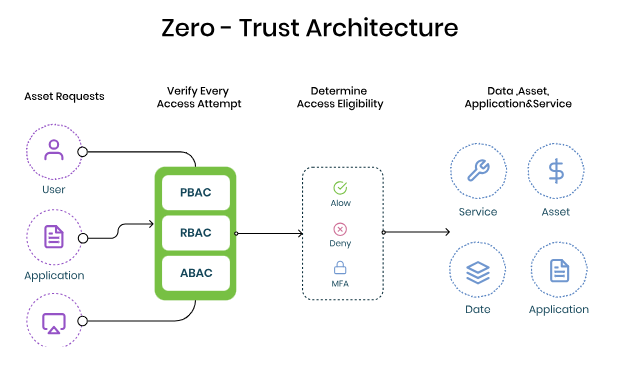 Zero - Trust Architecture
Asset Requests
Verify Every
Access Attempt
Determine
Access Eligibility
Data ,Asset,
Application&Service
User
Application
PBAC
RBAC
ABAC
Alow
Deny
MFA
Service
Asset
Date
Application